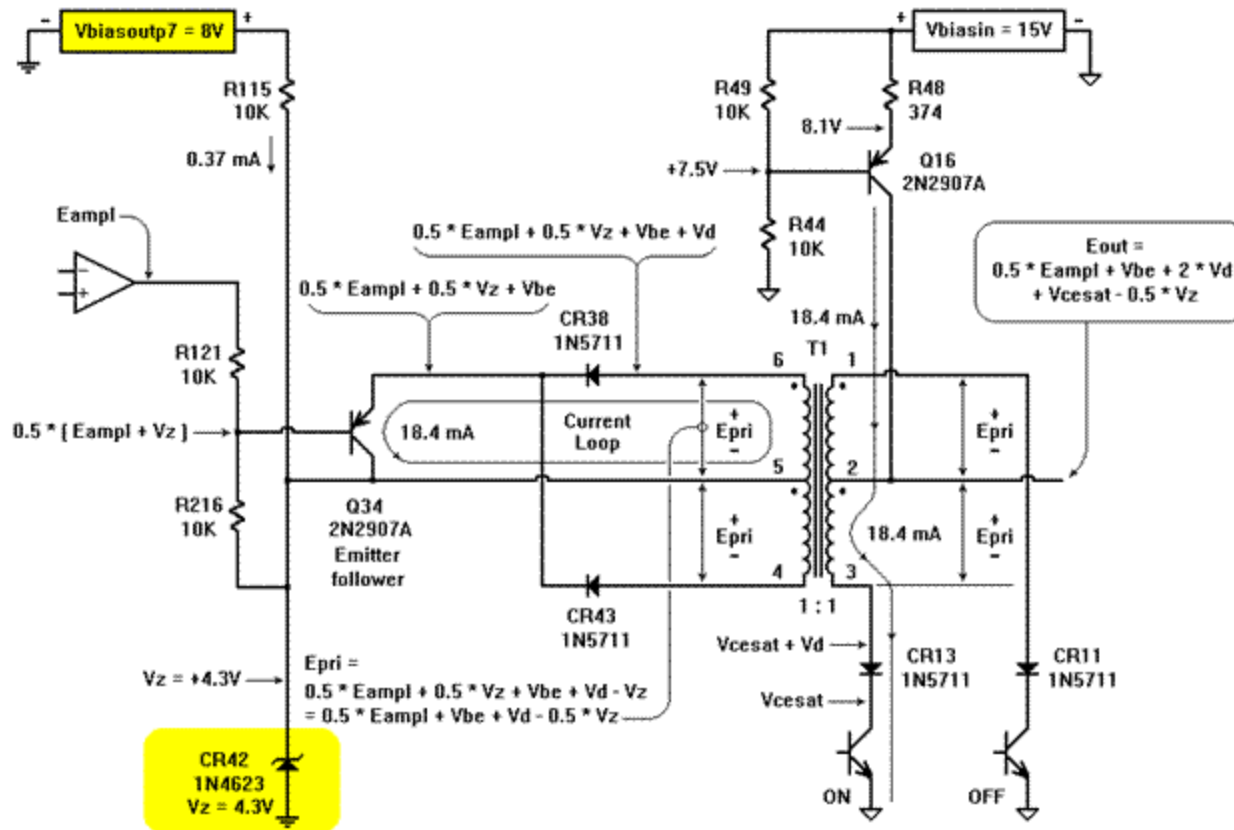 - Vbiasoutp7 = 8V +
+ Vbiasin = 15V -
R115
10K
R49
10K
R48
374
8.1V
0.37 mA
Q16
2N2907A
+7.5V
Eampl
R44
10K
0.5 * Eampl + 0.5 * Vz + Vbe + Vd
Eout =
0.5 * Eampl + Vbe + 2 * Vd
+ Vcesat - 0.5 * Vz
-
+
0.5 * Eampl + 0.5 * Vz + Vbe
CR38
1N5711
18.4 mA
T1
R121
10K
6
1
0.5 * ( Eampl + Vz )
18.4 mA
Current
Loop
+
Epri
-
+
Epri
-
5
2
R216
10K
Q34
2N2907A
Emitter
follower
+
Epri
-
18.4 mA
+
Epri
-
4
3
CR43
1N5711
1 : 1
Vcesat + Vd
CR13
1N5711
CR11
1N5711
Vz = +4.3V
Epri =
0.5 * Eampl + 0.5 * Vz + Vbe + Vd - Vz
= 0.5 * Eampl + Vbe + Vd - 0.5 * Vz
Vcesat
CR42
1N4623
Vz = 4.3V
ON
OFF